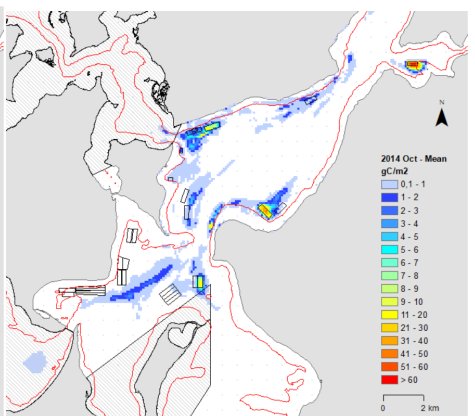 N
2014 Oct - Mean
gC/m2
0,1 - 1
1 - 2
2 - 3
3 - 4
4 - 5
5 - 6
6 - 7
7 - 8
8 - 9
9 - 10
11 - 20
21 - 30
31 - 40
41 - 50
51 - 60
> 60
0 2 km